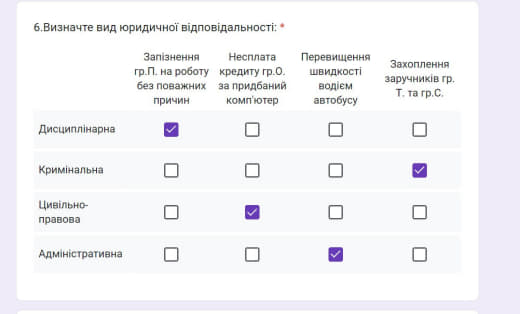 6.Визначте вид юридичної відповідальності: *
Запізнення гр.П. на роботу без поважних причин
Несплата кредиту гр.О. за придбаний комп'ютер
Перевищення швидкості водієм автобусу
Захоплення заручників гр. Т. та гр.С.
Дисциплінарна
Кримінальна
Цивільно-
правова
Адміністративна